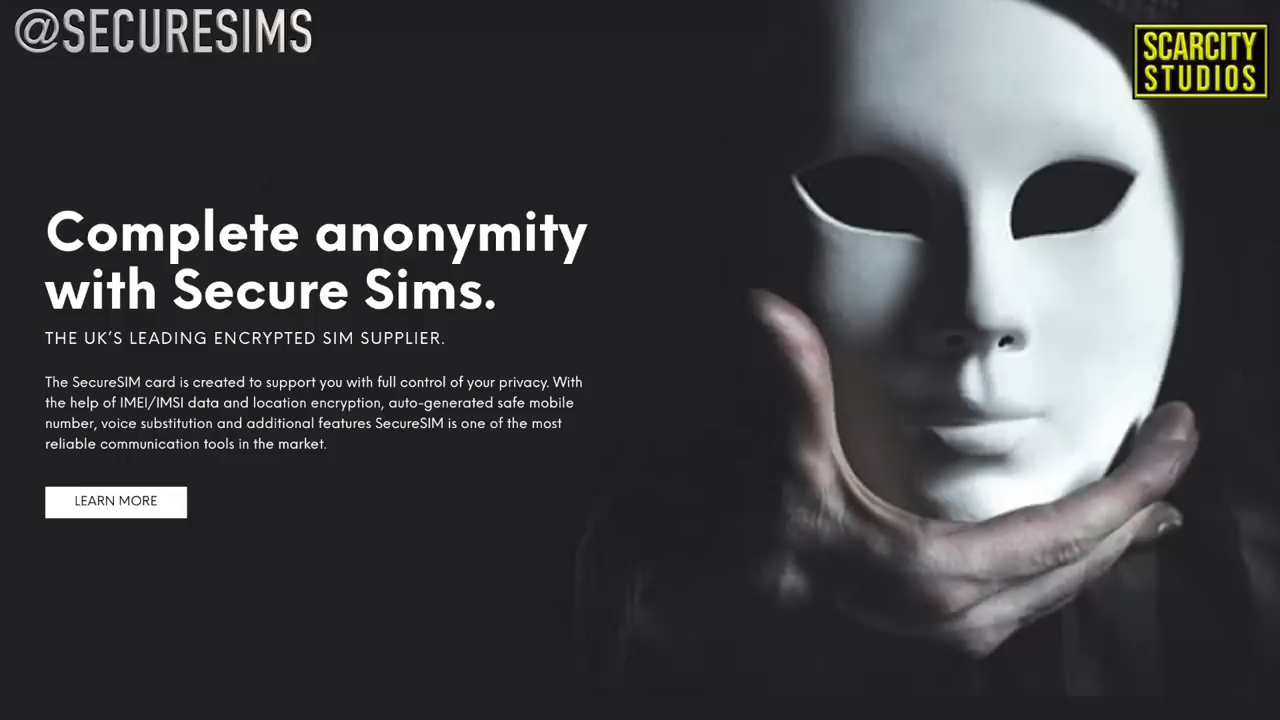 @SECURESIMS
SCARCITY
STUDIOS
Complete anonymity
with Secure Sims.
THE UK'S LEADING ENCRYPTED SIM SUPPLIER.
The SecureSIM card is created to support you with full control of your privacy. With
the help of IMEI/IMSI data and location encryption, auto-generated safe mobile
number, voice substitution and additional features SecureSIM is one of the most
reliable communication tools in the market.
LEARN MORE